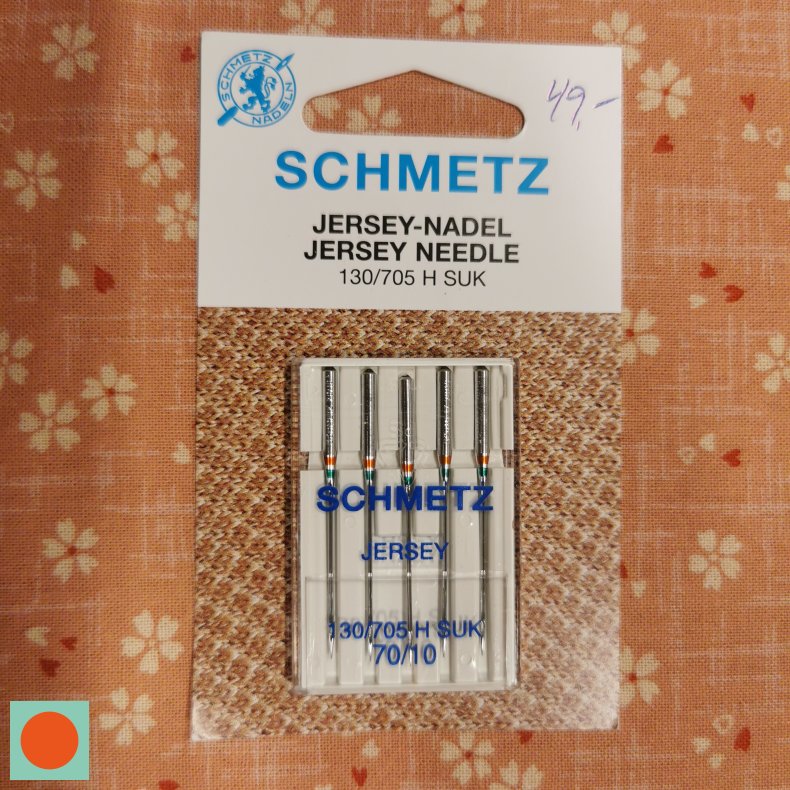 SCHMETZ
NADELN
49,-
SCHMETZ
JERSEY-NADEL
JERSEY NEEDLE
130/705 H SUK
SCHMETZ
JERSEY
130/705 H SUK
70/10